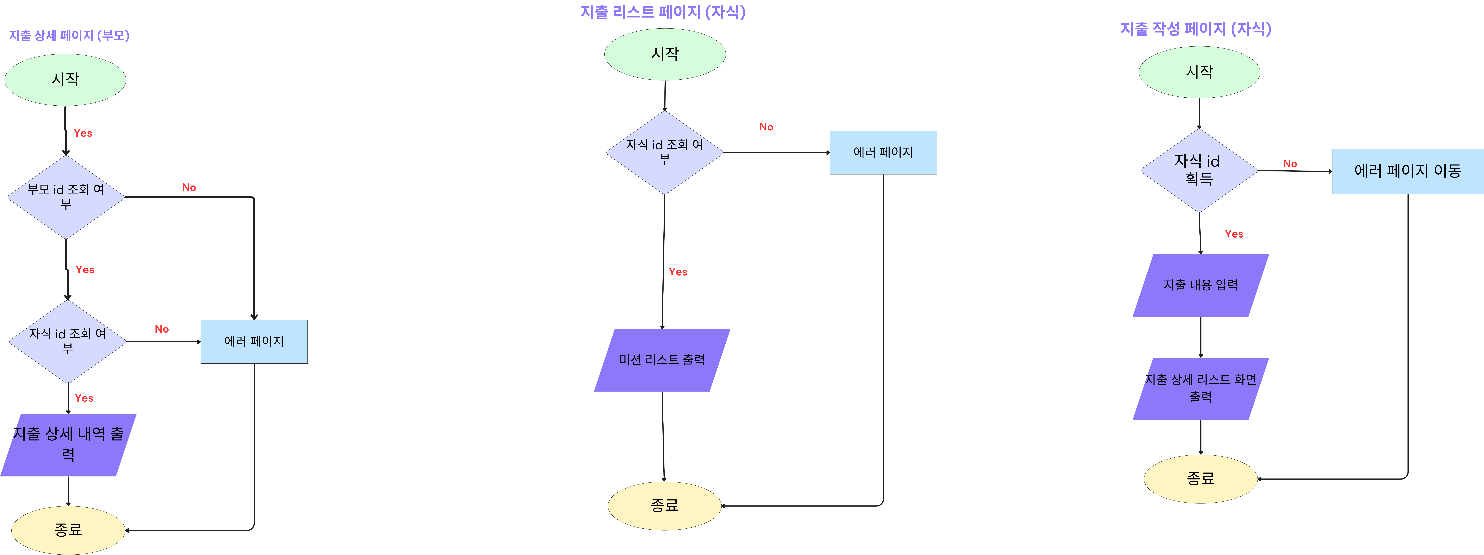 지출 상세 페이지 (부모)
시작
Yes
부모 id 조회 여
부
No
Yes
자식 id 조회 여
부
No
에러 페이지
Yes
지출 상세 내역 출
력
종료
지출 리스트 페이지 (자식)
시작
자식 id 조회 여
부
No
에러 페이지
Yes
미션 리스트 출력
종료
지출 작성 페이지 (자식)
시작
자식 id
획득
No
에러 페이지 이동
Yes
지출 내용 입력
지출 상세 리스트 화면
출력
종료